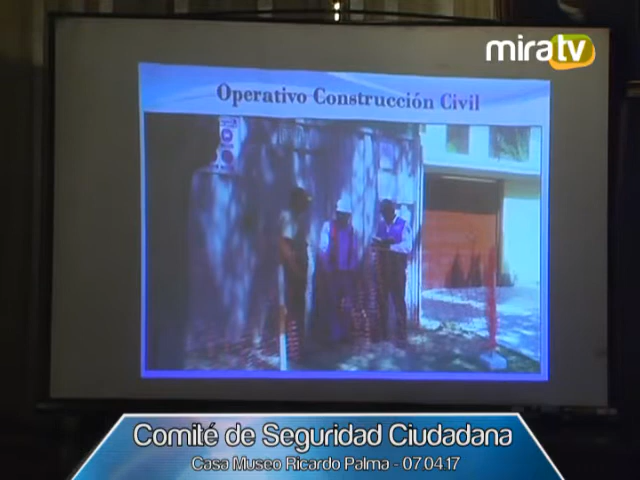 miratv
Operativo Construcción Civil
Comité de Seguridad Ciudadana
Casa Museo Ricardo Palma - 07.04.17